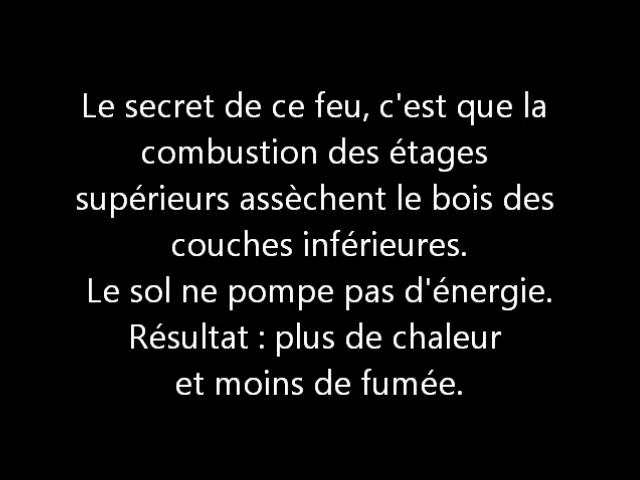 Le secret de ce feu, c'est que la
combustion des étages
supérieurs assèchent le bois des
couches inférieures.
Le sol ne pompe pas d'énergie.
Résultat : plus de chaleur
et moins de fumée.